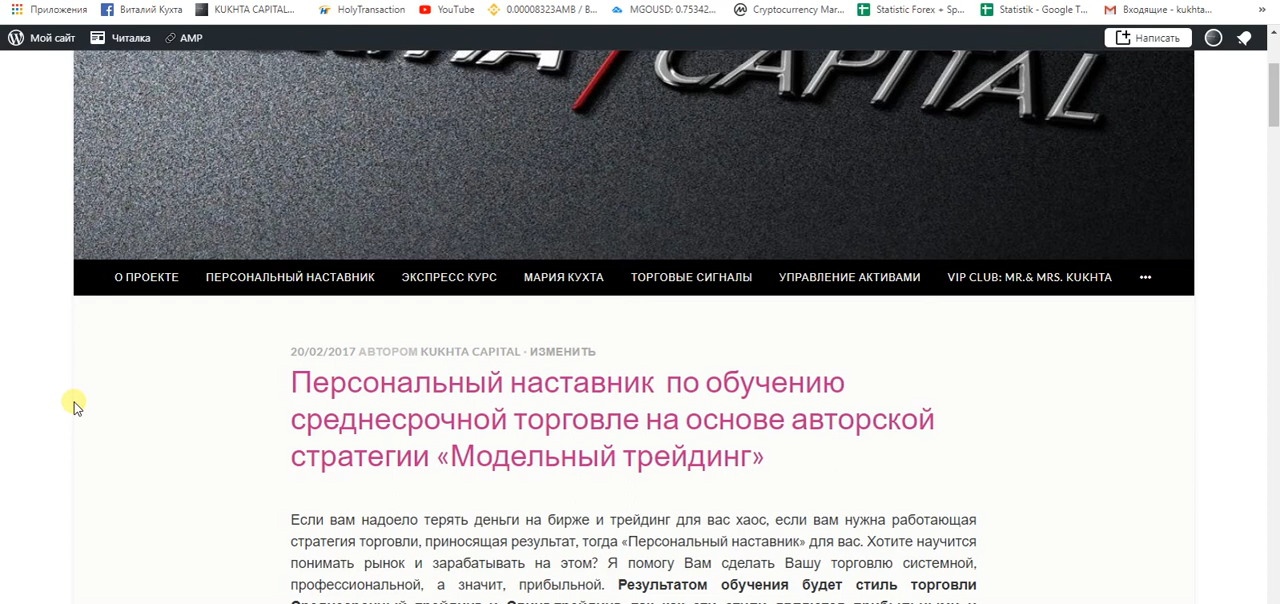 Приложения Виталий Кухта KUKHTA CAPITAL... HolyTransaction YouTube 0.00008323AMB / B... MGOUSD: 0.75342... Cryptocurrency Mar... Statistic Forex + Sp... Statistik - Google T... Входящие - kukhta... »
Мой сайт Читалка AMP Написать
/CAPITAL
О ПРОЕКТЕ ПЕРСОНАЛЬНЫЙ НАСТАВНИК ЭКСПРЕСС КУРС МАРИЯ КУХТА ТОРГОВЫЕ СИГНАЛЫ УПРАВЛЕНИЕ АКТИВАМИ VIP CLUB: MR.& MRS. KUKHTA •••
20/02/2017 АВТОРОМ KUKHTA CAPITAL · ИЗМЕНИТЬ
Персональный наставник по обучению
среднесрочной торговле на основе авторской
стратегии «Модельный трейдинг»
Если вам надоело терять деньги на бирже и трейдинг для вас хаос, если вам нужна работающая
стратегия торговли, приносящая результат, тогда «Персональный наставник» для вас. Хотите научится
понимать рынок и зарабатывать на этом? Я помогу Вам сделать Вашу торговлю системной,
профессиональной, а значит, прибыльной. Результатом обучения будет стиль торговли